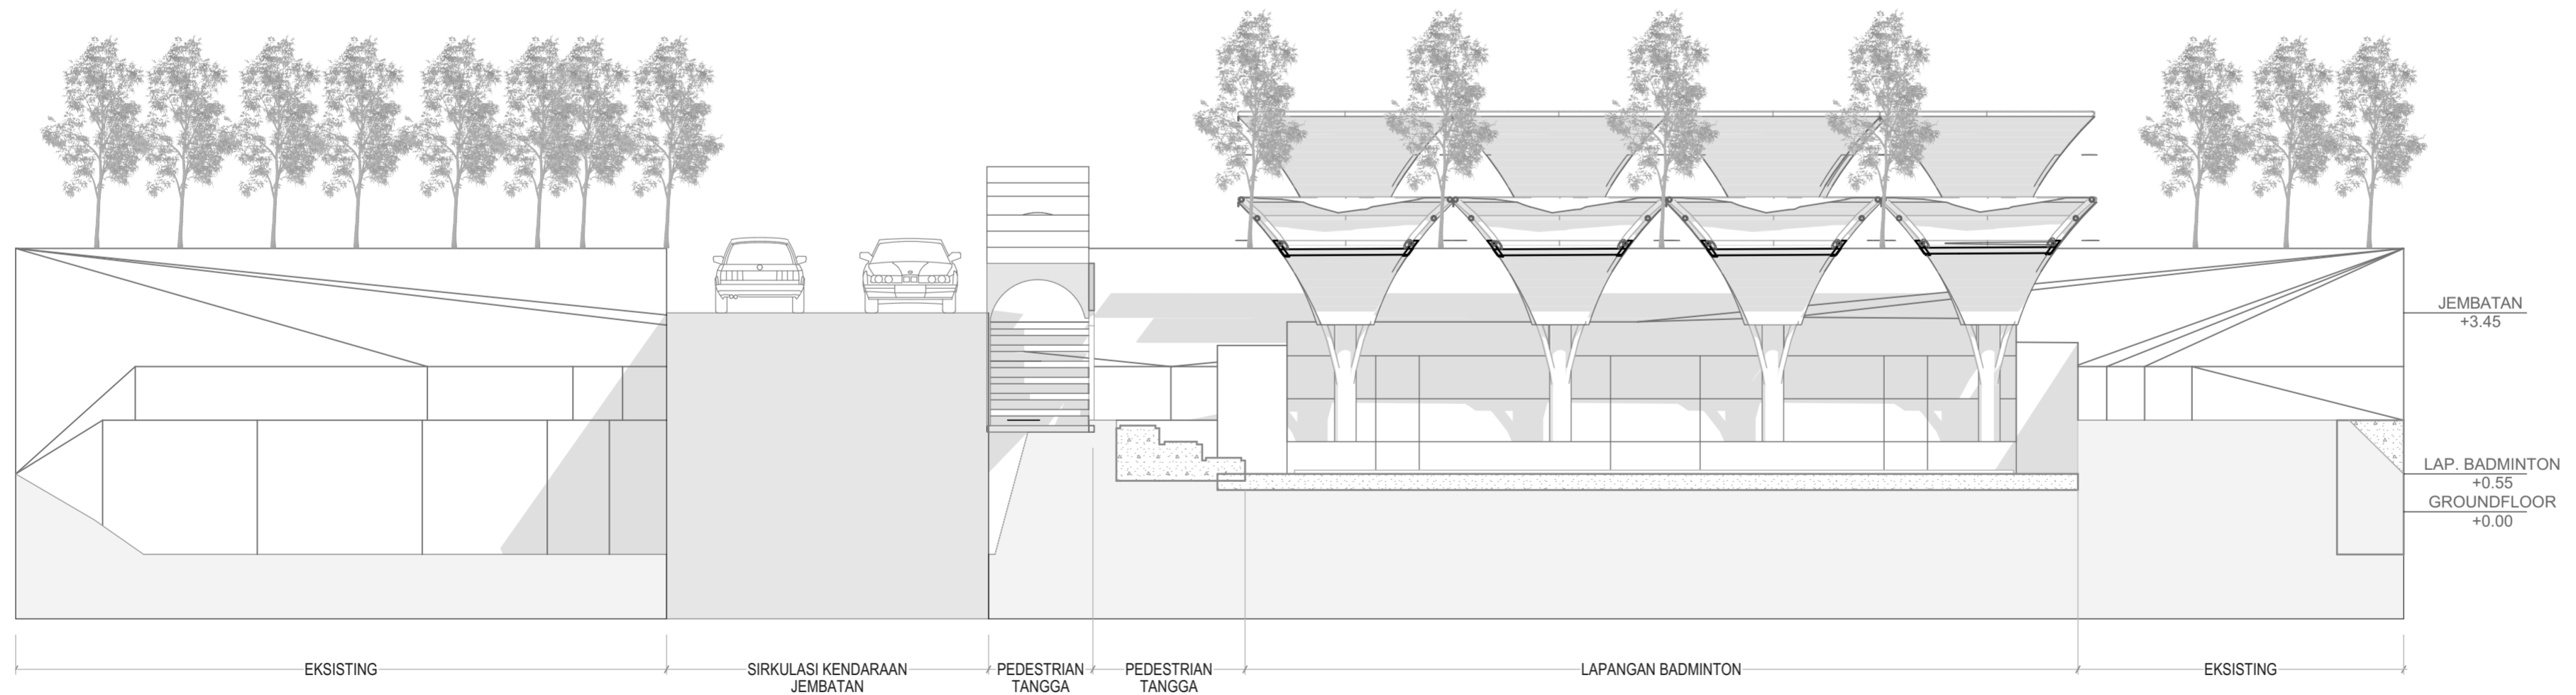 JEMBATAN
+3.45
LAP. BADMINTON
+0.55
GROUNDFLOOR
+0.00
EKSISTING
SIRKULASI KENDARAAN
JEMBATAN
PEDESTRIAN
TANGGA
PEDESTRIAN
TANGGA
LAPANGAN BADMINTON
EKSISTING